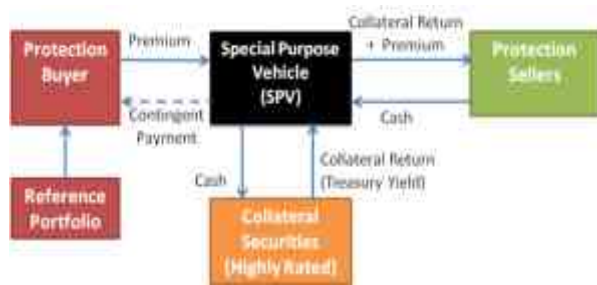 Protection
Buyer
Premium
Special Purpose
Vehicle
(SPV)
Collateral Return
+ Premium
Protection
Sellers
Contingent
Payment
Cash
Cash
Collateral Return
(Treasury Yield)
Reference
Portfolio
Collateral
Securities
(Highly Rated)